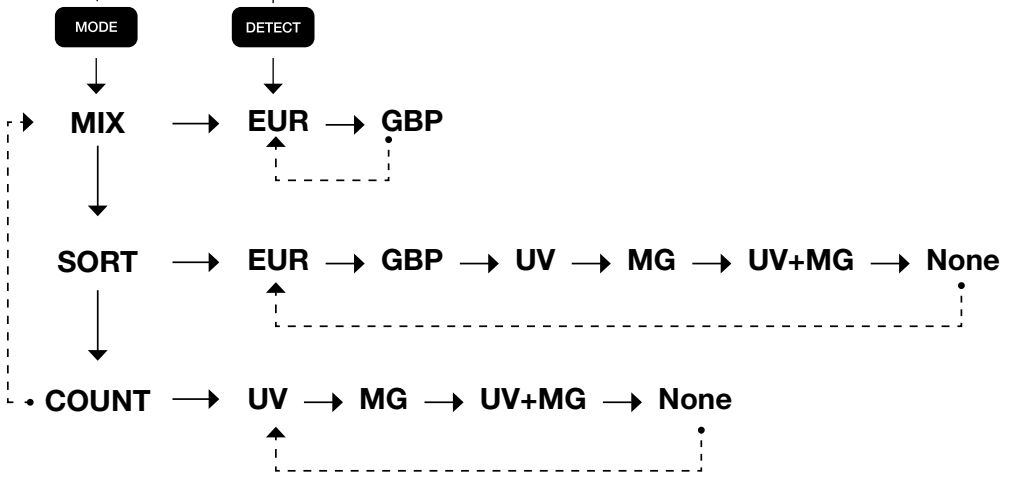 MODE DETECT
MIX EUR GBP
SORT EUR GBP UV MG UV+MG None
COUNT UV MG UV+MG None